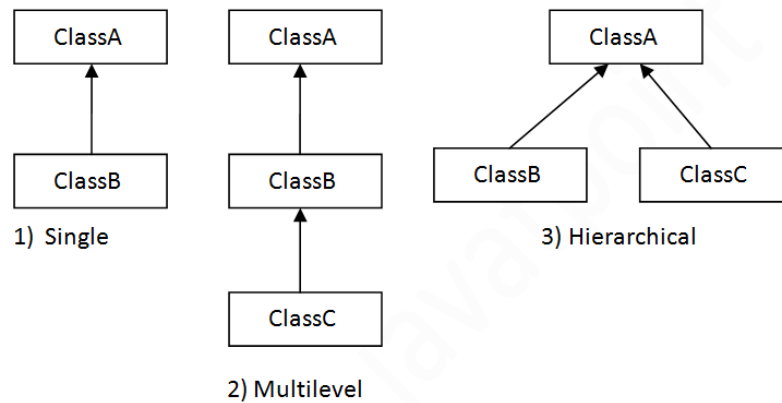 ClassA
ClassB
1) Single
ClassA
ClassB
ClassC
2) Multilevel
ClassA
ClassB
ClassC
3) Hierarchical